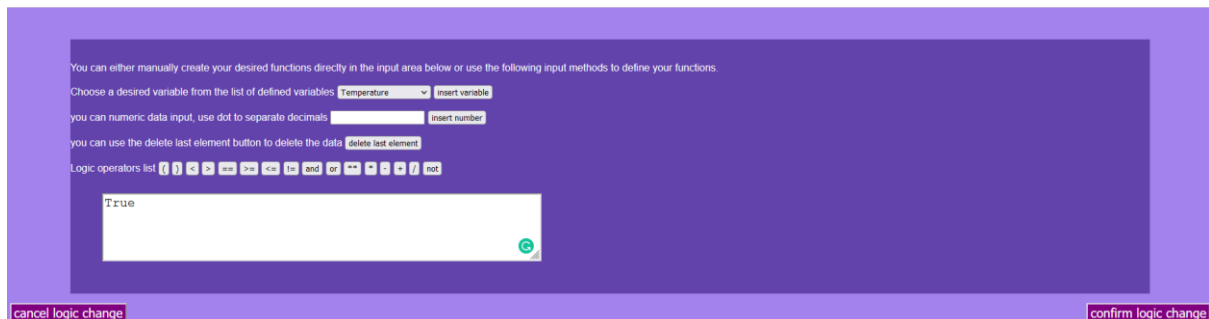 You can either manually create your desired functions direclty in the input area below or use the following input methods to define your functions.
Choose a desired variable from the list of defined variables Temperature insert variable
you can numeric data input, use dot to separate decimals insert number
you can use the delete last element button to delete the data delete last element
Logic operators list ( ) < > == >= <= != and or ** * - + / not
True
cancel logic change confirm logic change